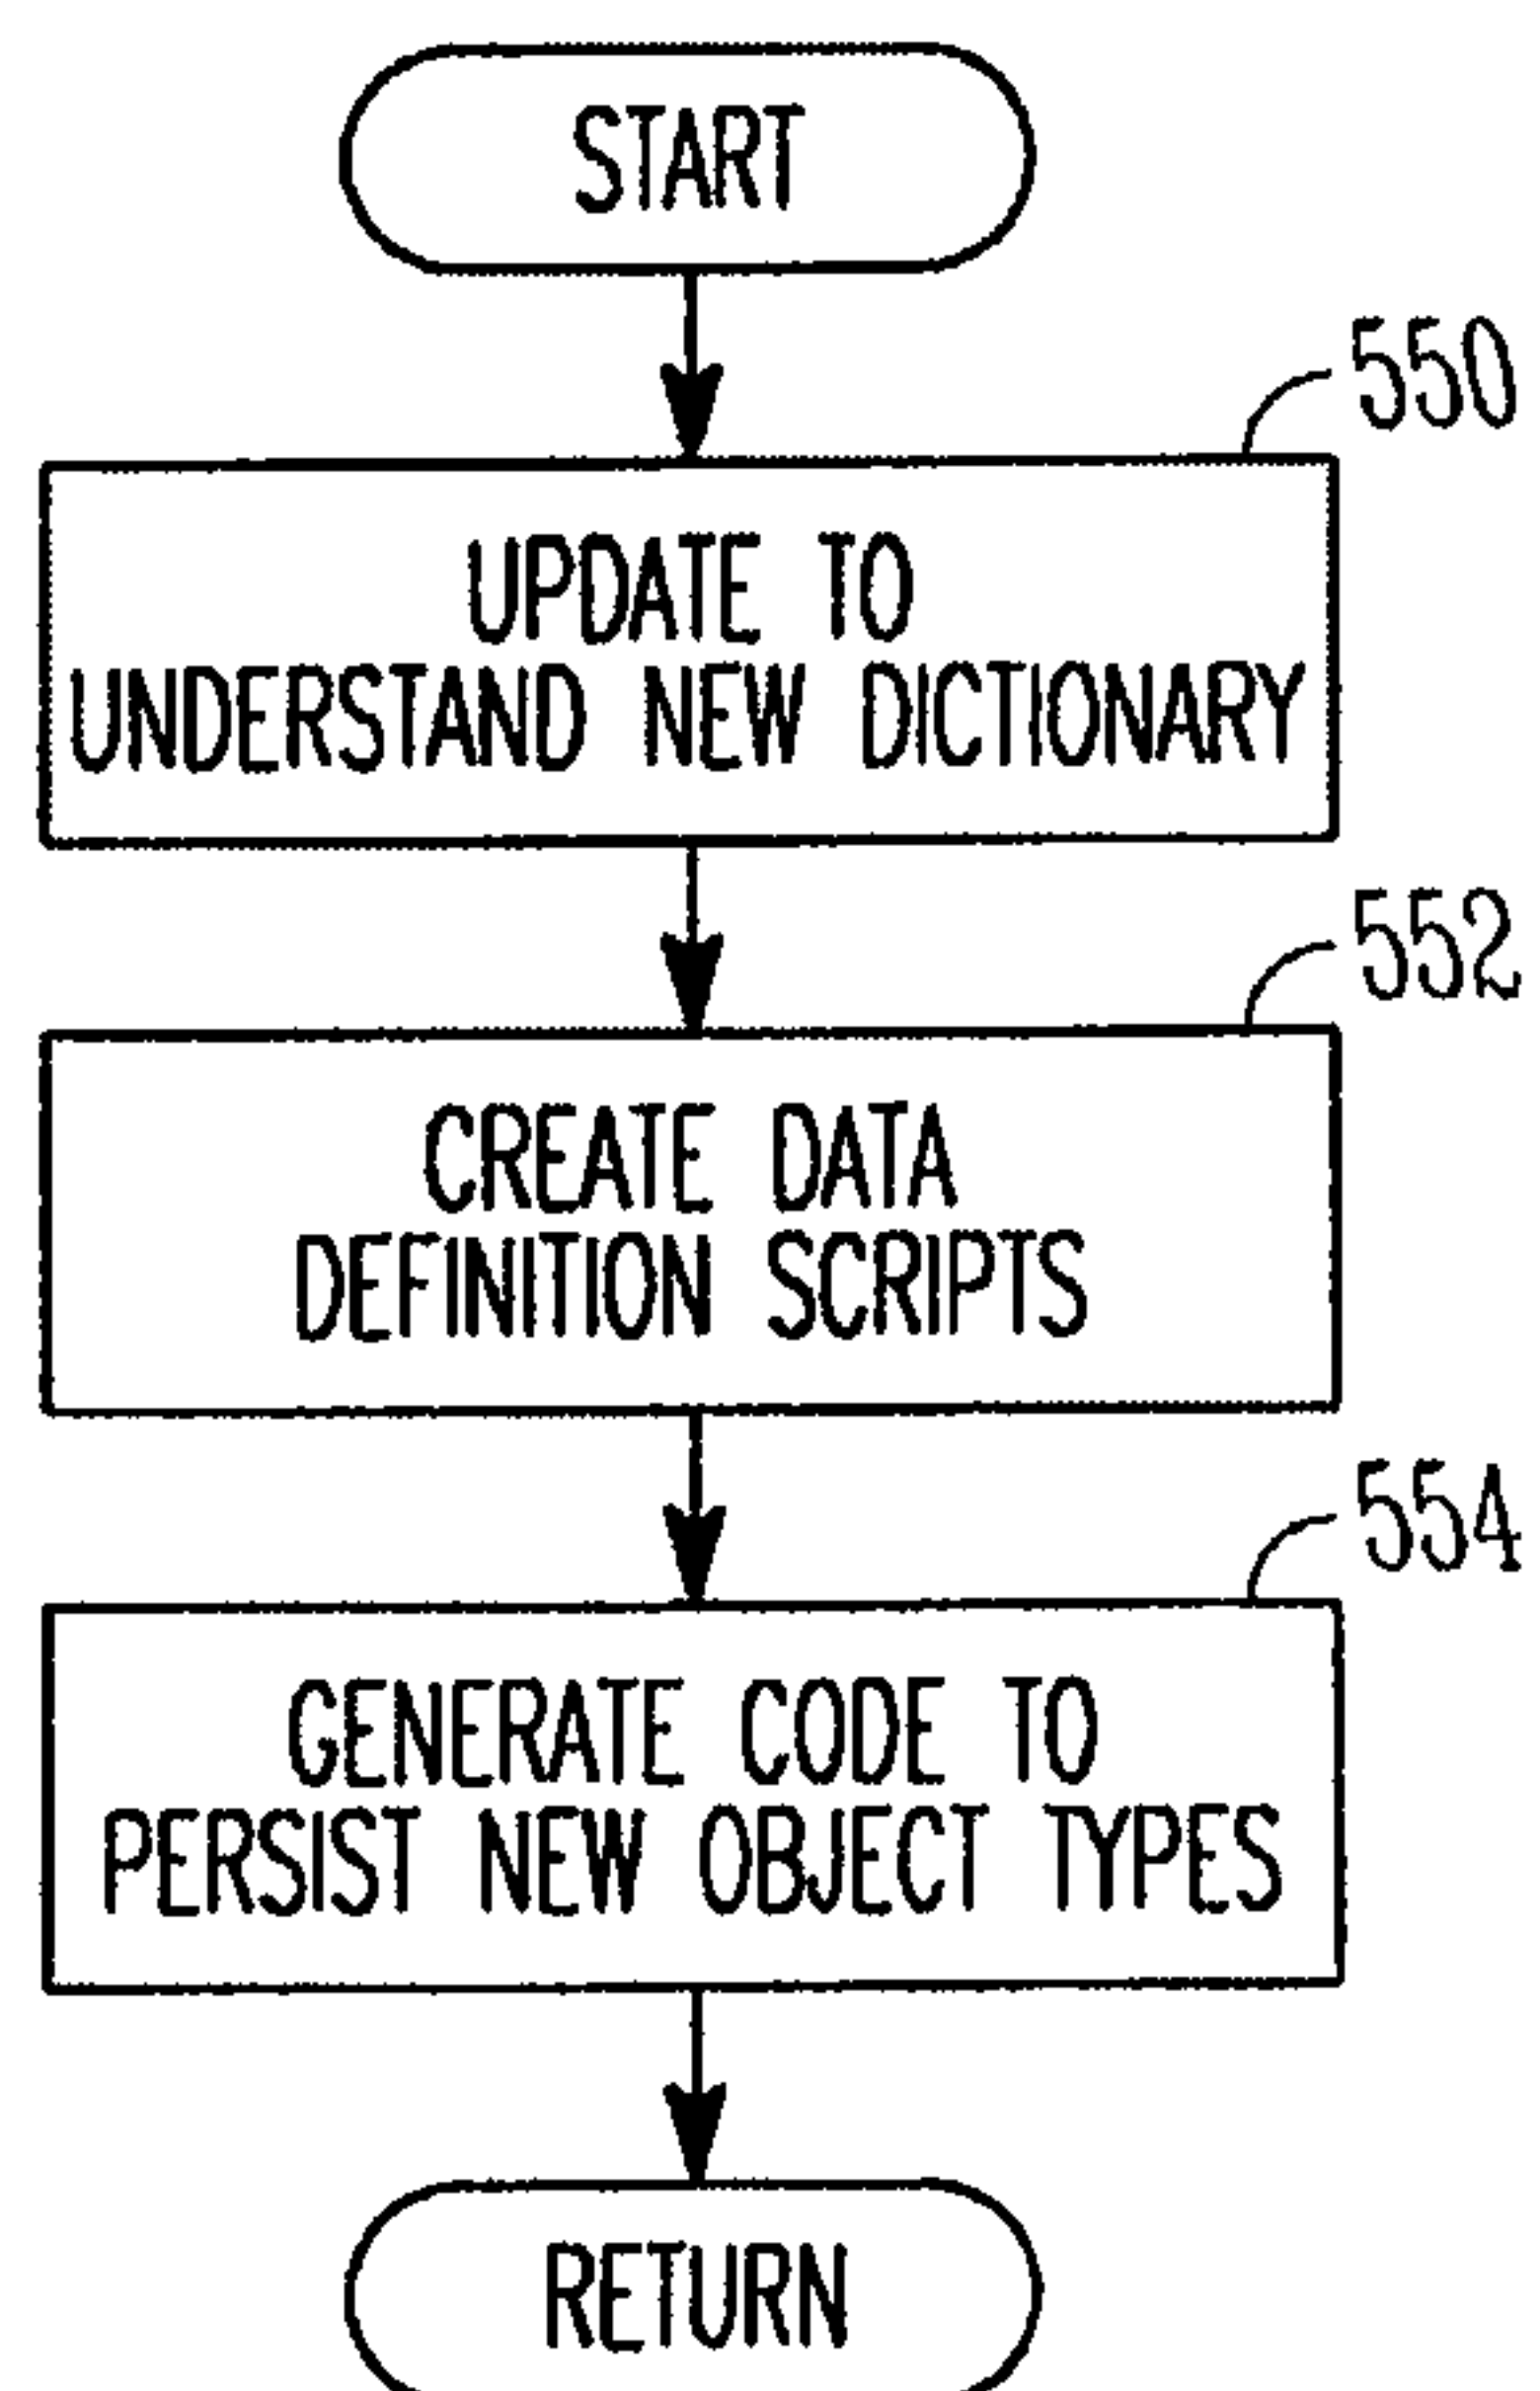 START
550
UPDATE TO
UNDERSTAND NEW DICTIONARY
552
CREATE DATA
DEFINITION SCRIPTS
554
GENERATE CODE TO
PERSIST NEW OBJECT TYPES
RETURN